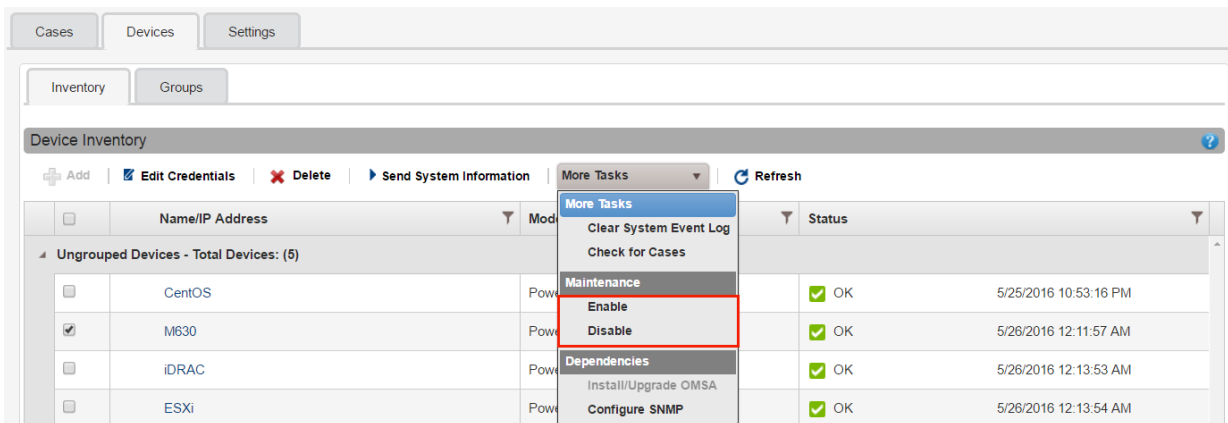 Cases Devices Settings
Inventory Groups
Device Inventory ?
Add Edit Credentials Delete Send System Information More Tasks Refresh
Name/IP Address Mode Status
More Tasks
Clear System Event Log
Check for Cases
Ungrouped Devices - Total Devices: (5)
Maintenance
CentOS Powe OK 5/25/2016 10:53:16 PM
Enable
M630 Powe Disable OK 5/26/2016 12:11:57 AM
Dependencies
iDRAC Powe OK 5/26/2016 12:13:53 AM
Install/Upgrade OMSA
ESXi Powe Configure SNMP OK 5/26/2016 12:13:54 AM